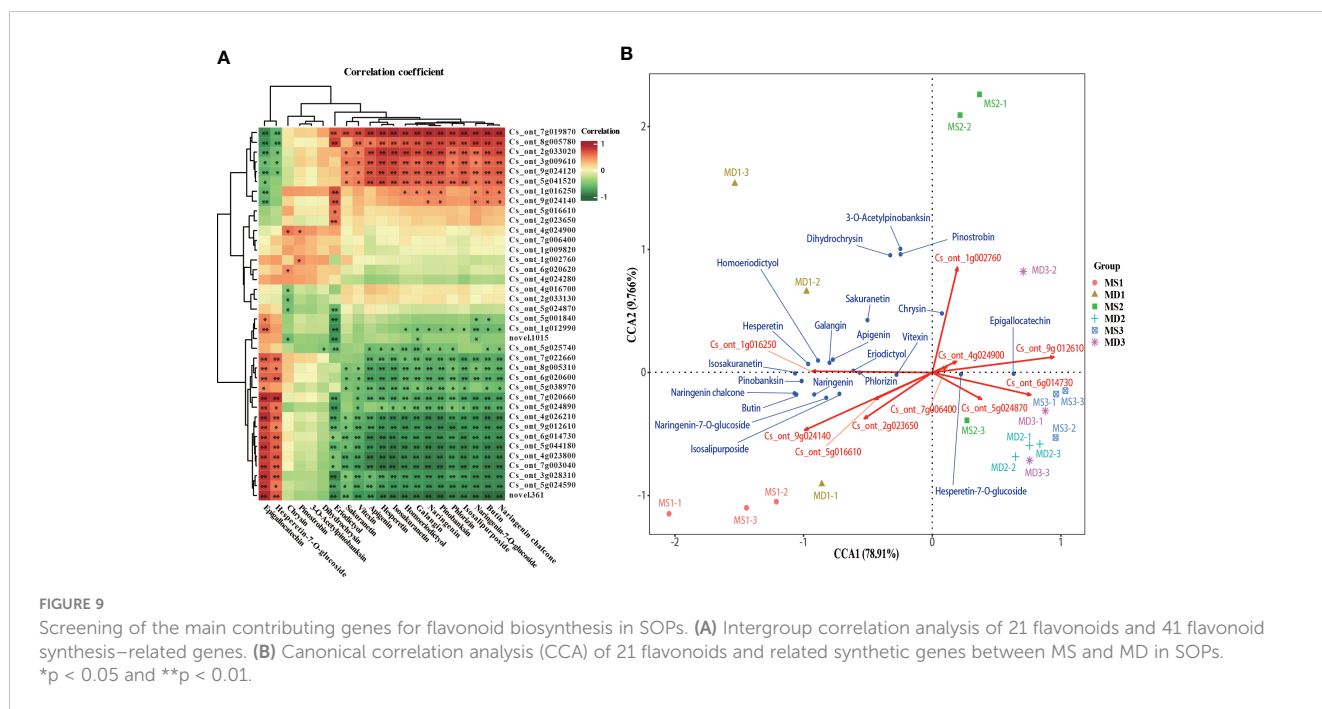 A
Correlation coefficient
Cs_ont_7g019870
Cs_ont_8g005780
Cs_ont_2g033020
Cs_ont_3g009610
Cs_ont_9g024120
Cs_ont_5g041520
Cs_ont_1g016250
Cs_ont_9g024140
Cs_ont_5g016610
Cs_ont_2g023650
Cs_ont_4g024900
Cs_ont_7g006400
Cs_ont_1g009820
Cs_ont_1g002760
Cs_ont_6g020620
Cs_ont_4g024280
Cs_ont_4g016700
Cs_ont_2g033130
Cs_ont_5g024870
Cs_ont_5g001840
Cs_ont_1g012990
novel.1015
Cs_ont_5g025740
Cs_ont_7g022660
Cs_ont_8g005310
Cs_ont_6g020600
Cs_ont_5g038970
Cs_ont_7g020660
Cs_ont_5g024890
Cs_ont_4g026210
Cs_ont_9g012610
Cs_ont_6g014730
Cs_ont_5g044180
Cs_ont_4g023800
Cs_ont_7g003040
Cs_ont_3g028310
Cs_ont_5g024590
novel.361
Correlation
1
0
-1
Epigallocatechin
Hesperetin-7-O-glucoside
Chrysin
Pinostrobin
3-O-Acetylpinobanksin
Dihydrochrysin
Eriodictyol
Sakuranetin
Vitexin
Apigenin
Hesperetin
Isosakuranetin
Homoeriodictyol
Galangin
Naringenin
Pinobanksin
Phlorizin
Isosalipurposide
Naringenin-7-O-glucoside
Butin
Naringenin chalcone
B
CCA2 (9.766%)
2
1
0
-1
-2
-1
0
1
CCA1 (78.91%)
MS2-1
MS2-2
MD1-3
3-O-Acetylpinobanksin
Dihydrochrysin
Pinostrobin
Homoeriodictyol
Cs_ont_1g002760
MD3-2
MD1-2
Sakuranetin
Chrysin
Hesperetin
Galangin
Apigenin
Vitexin
Epigallocatechin
Cs_ont_1g016250
Eriodictyol
Cs_ont_4g024900
Cs_ont_9g012610
Isosakuranetin
Pinobanksin
Naringenin
Phlorizin
Cs_ont_6g014730
Naringenin chalcone
Butin
Cs_ont_7g006400
Cs_ont_5g024870
MS3-1
MS3-3
Naringenin-7-O-glucoside
Cs_ont_2g023650
MS2-3
MD3-1
Isosalipurposide
Cs_ont_9g024140
Cs_ont_5g016610
MS3-2
MD2-1
MD2-3
MD2-2
MD3-3
Hesperetin-7-O-glucoside
MS1-1
MS1-2
MS1-3
MD1-1
Group
MS1
MD1
MS2
MD2
MS3
MD3
FIGURE 9
Screening of the main contributing genes for flavonoid biosynthesis in SOPs. (A) Intergroup correlation analysis of 21 flavonoids and 41 flavonoid
synthesis–related genes. (B) Canonical correlation analysis (CCA) of 21 flavonoids and related synthetic genes between MS and MD in SOPs.
*p < 0.05 and **p < 0.01.